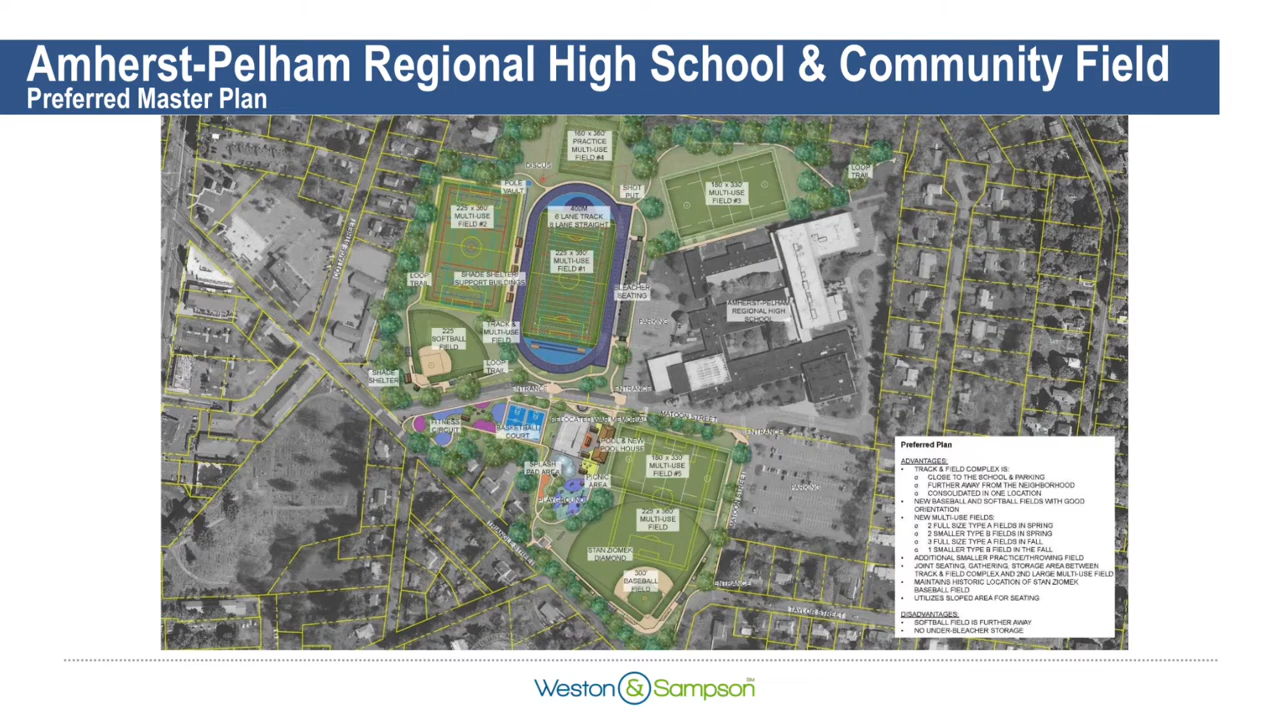 Amherst-Pelham Regional High School & Community Field
Preferred Master Plan
160 x 360'
PRACTICE
MULTI-USE
FIELD #4
DISCUS
POLE
VAULT
SHOT
PUT
180 x 330'
MULTI-USE
FIELD #3
LOOP
TRAIL
225 x 360'
MULTI-USE
FIELD #2
400M
6 LANE TRACK
8 LANE STRAIGHT
225 x 360'
MULTI-USE
FIELD #1
LOOP
TRAIL
SHADE SHELTER/
SUPPORT BUILDINGS
BLEACHER
SEATING
PARKING
AMHERST-PELHAM
REGIONAL HIGH
SCHOOL
225
SOFTBALL
FIELD
TRACK &
MULTI-USE
FIELD
LOOP
TRAIL
SHADE
SHELTER
ENTRANCE
ENTRANCE
RELOCATED WAR MEMORIAL
MATOON STREET
ENTRANCE
FITNESS
CIRCUIT
BASKETBALL
COURT
POOL & NEW
POOL HOUSE
SPLASH
PAD AREA
PICNIC
AREA
180 x 330'
MULTI-USE
FIELD #5
PLAYGROUND
PARKING
225 x 360'
MULTI-USE
FIELD
STAN ZIOMEK
DIAMOND
300'
BASEBALL
FIELD
ENTRANCE
TAYLOR STREET
Preferred Plan
ADVANTAGES:
• TRACK & FIELD COMPLEX IS:
o CLOSE TO THE SCHOOL & PARKING
o FURTHER AWAY FROM THE NEIGHBORHOOD
o CONSOLIDATED IN ONE LOCATION
• NEW BASEBALL AND SOFTBALL FIELDS WITH GOOD
ORIENTATION
• NEW MULTI-USE FIELDS:
o 2 FULL SIZE TYPE A FIELDS IN SPRING
o 2 SMALLER TYPE B FIELDS IN SPRING
o 3 FULL SIZE TYPE A FIELDS IN FALL
o 1 SMALLER TYPE B FIELD IN THE FALL
• ADDITIONAL SMALLER PRACTICE/THROWING FIELD
• JOINT SEATING, GATHERING, STORAGE AREA BETWEEN
TRACK & FIELD COMPLEX AND 2ND LARGE MULTI-USE FIELD
• MAINTAINS HISTORIC LOCATION OF STAN ZIOMEK
BASEBALL FIELD
• UTILIZES SLOPED AREA FOR SEATING
DISADVANTAGES:
• SOFTBALL FIELD IS FURTHER AWAY
• NO UNDER-BLEACHER STORAGE
Weston & Sampson SM